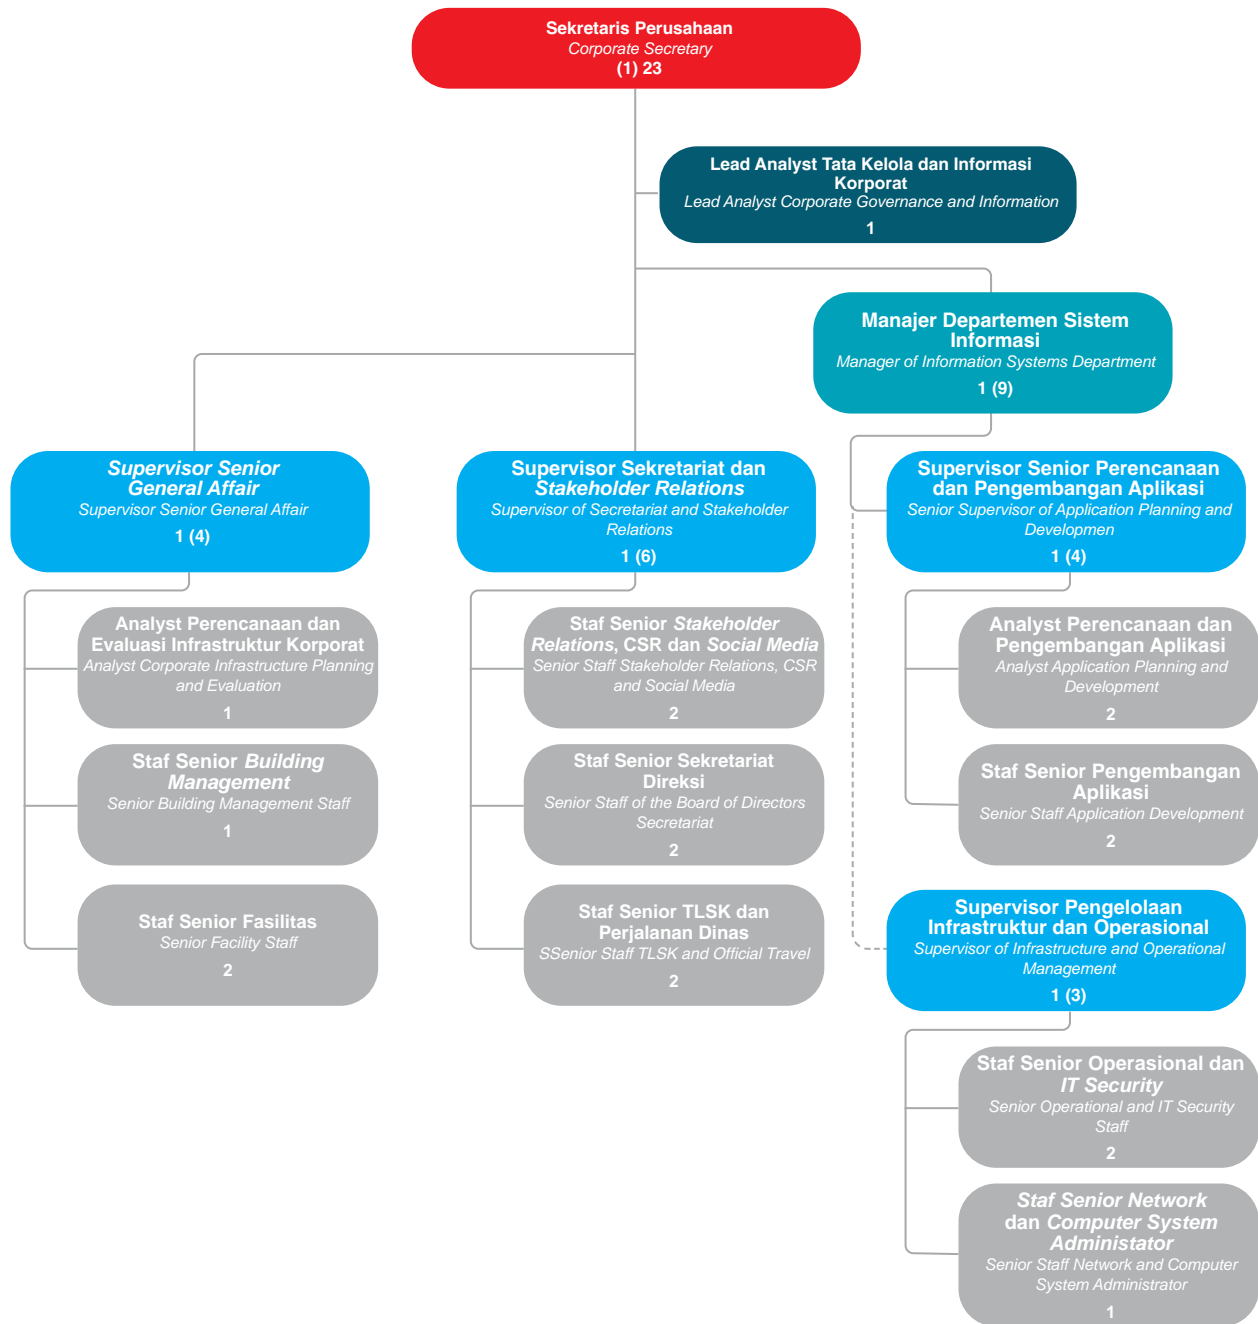 Sekretaris Perusahaan
Corporate Secretary
(1) 23
Lead Analyst Tata Kelola dan Informasi
Korporat
Lead Analyst Corporate Governance and Information
1
Manajer Departemen Sistem
Informasi
Manager of Information Systems Department
1 (9)
Supervisor Senior
General Affair
Supervisor Senior General Affair
1 (4)
Supervisor Sekretariat dan
Stakeholder Relations
Supervisor of Secretariat and Stakeholder
Relations
1 (6)
Supervisor Senior Perencanaan
dan Pengembangan Aplikasi
Senior Supervisor of Application Planning and
Developmen
1 (4)
Analyst Perencanaan dan
Evaluasi Infrastruktur Korporat
Analyst Corporate Infrastructure Planning
and Evaluation
1
Staf Senior Stakeholder
Relations, CSR dan Social Media
Senior Staff Stakeholder Relations, CSR
and Social Media
2
Analyst Perencanaan dan
Pengembangan Aplikasi
Analyst Application Planning and
Development
2
Staf Senior Building
Management
Senior Building Management Staff
1
Staf Senior Sekretariat
Direksi
Senior Staff of the Board of Directors
Secretariat
2
Staf Senior Pengembangan
Aplikasi
Senior Staff Application Development
2
Staf Senior Fasilitas
Senior Facility Staff
2
Staf Senior TLSK dan
Perjalanan Dinas
SSenior Staff TLSK and Official Travel
2
Supervisor Pengelolaan
Infrastruktur dan Operasional
Supervisor of Infrastructure and Operational
Management
1 (3)
Staf Senior Operasional dan
IT Security
Senior Operational and IT Security
Staff
2
Staf Senior Network
dan Computer System
Administator
Senior Staff Network and Computer
System Administrator
1